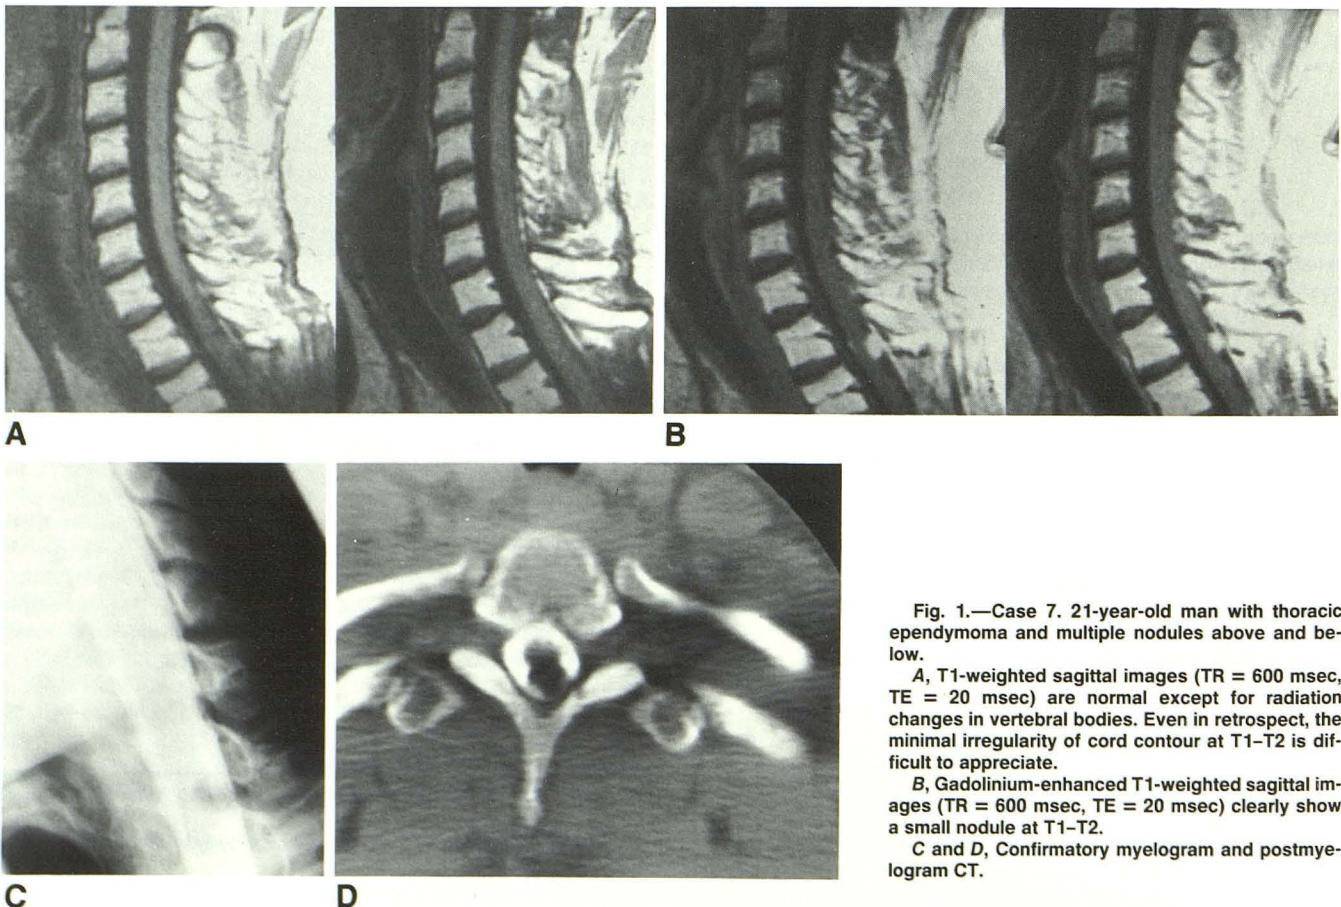 A
B
C
D
Fig. 1.—Case 7. 21-year-old man with thoracic
ependymoma and multiple nodules above and be-
low.
A, T1-weighted sagittal images (TR = 600 msec,
TE = 20 msec) are normal except for radiation
changes in vertebral bodies. Even in retrospect, the
minimal irregularity of cord contour at T1–T2 is dif-
ficult to appreciate.
B, Gadolinium-enhanced T1-weighted sagittal im-
ages (TR = 600 msec, TE = 20 msec) clearly show
a small nodule at T1–T2.
C and D, Confirmatory myelogram and postmye-
logram CT.